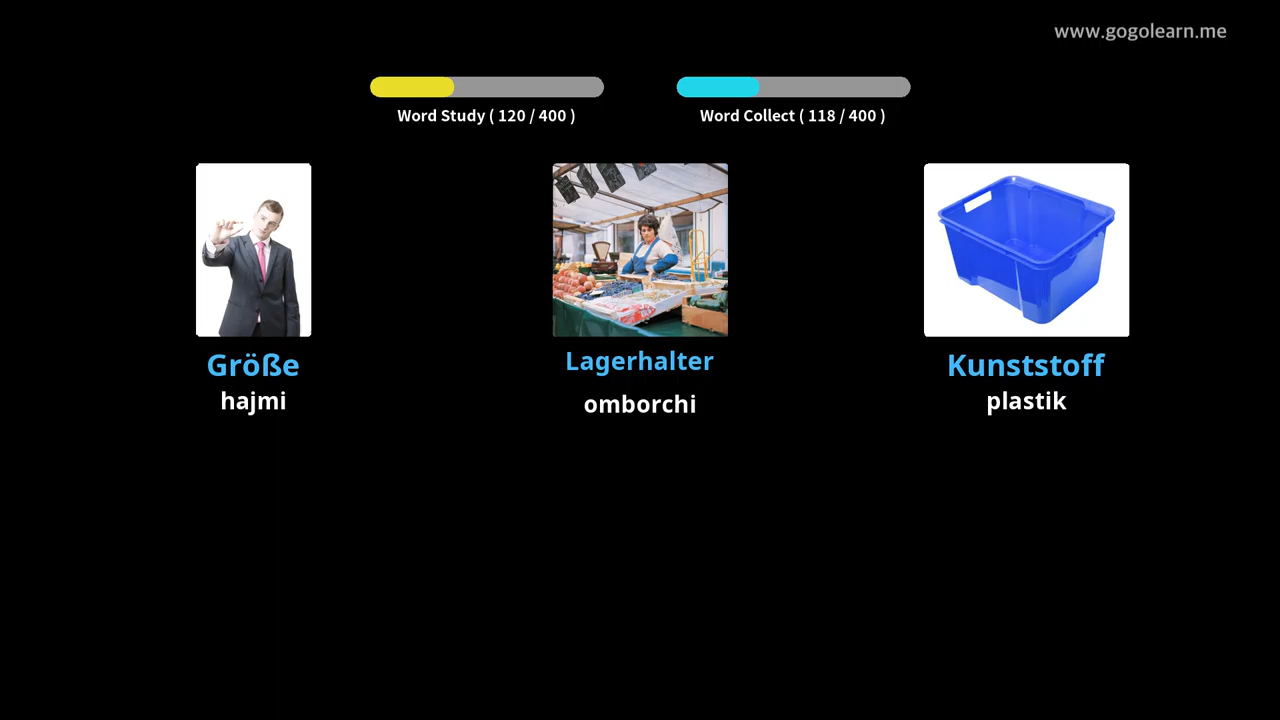 www.gogolearn.me
Word Study ( 120 / 400 )
Word Collect ( 118 / 400 )
Größe
hajmi
Lagerhalter
omborchi
Kunststoff
plastik